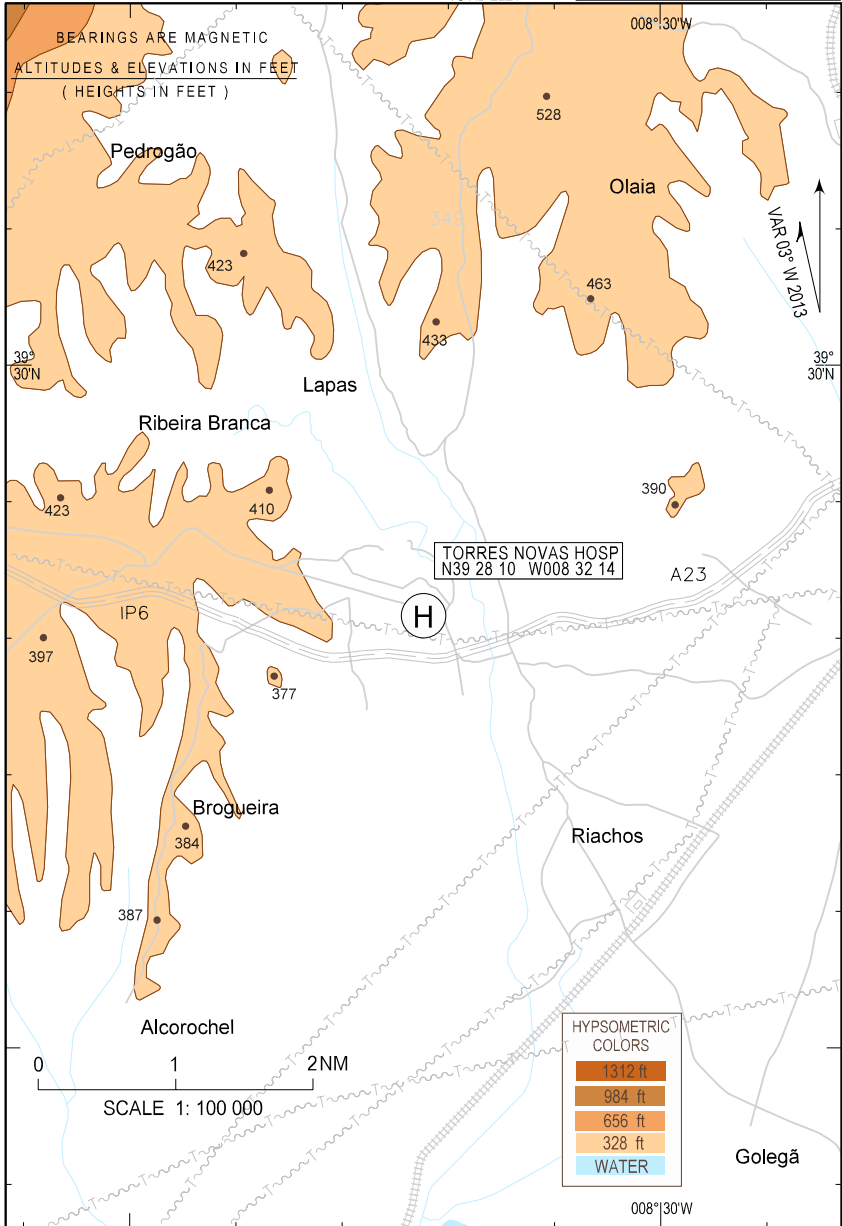 008° 30'W
BEARINGS ARE MAGNETIC
ALTITUDES & ELEVATIONS IN FEET
( HEIGHTS IN FEET )
528
Pedrogão
Olaia
VAR 03° W 2013
349
423
463
433
39°
30'N
39°
30'N
Lapas
Ribeira Branca
423
410
390
TORRES NOVAS HOSP
N39 28 10 W008 32 14
A23
IP6
H
397
377
Brogueira
384
Riachos
387
Alcorochel
0 1 2 NM
SCALE 1: 100 000
HYPSOMETRIC
COLORS
1312 ft
984 ft
656 ft
328 ft
WATER
Golegã
008° 30'W